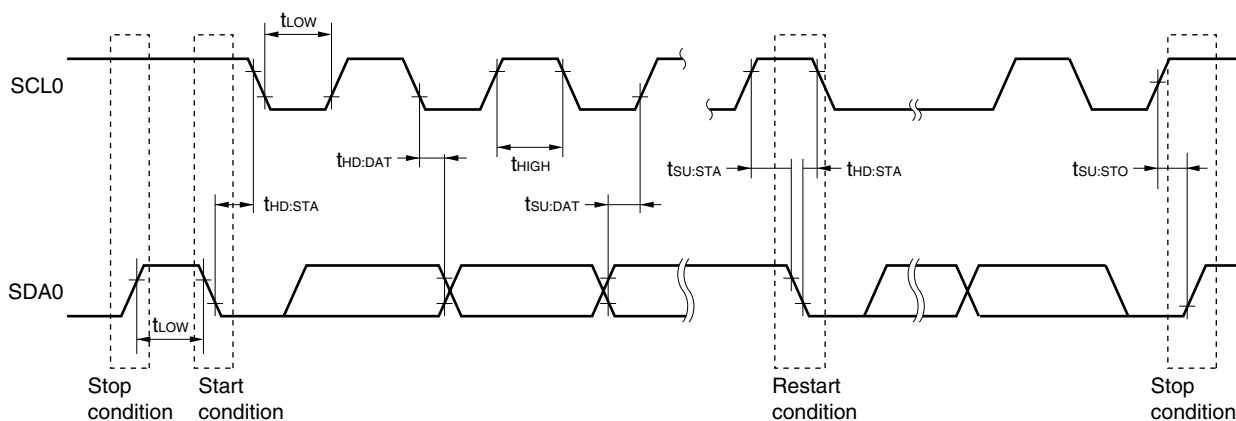 tLOW
SCL0
tHD:DAT
tHIGH
tSU:STA
tHD:STA
tSU:STO
tHD:STA
tSU:DAT
SDA0
tLOW
Stop
condition
Start
condition
Restart
condition
Stop
condition